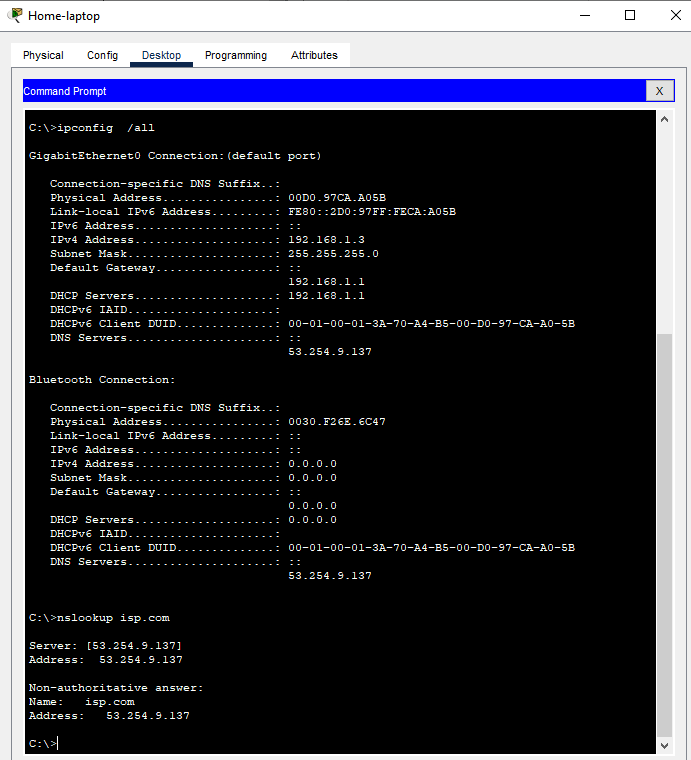 Home-laptop
Physical Config Desktop Programming Attributes
Command Prompt X
C:\>ipconfig  /all
GigabitEthernet0 Connection:(default port)
Connection-specific DNS Suffix..:
Physical Address................: 00D0.97CA.A05B
Link-local IPv6 Address.........: FE80::2D0:97FF:FECA:A05B
IPv6 Address....................: ::
IPv4 Address....................: 192.168.1.3
Subnet Mask.....................: 255.255.255.0
Default Gateway.................: ::
192.168.1.1
DHCP Servers....................: 192.168.1.1
DHCPv6 IAID.....................:
DHCPv6 Client DUID..............: 00-01-00-01-3A-70-A4-B5-00-D0-97-CA-A0-5B
DNS Servers.....................: ::
53.254.9.137
Bluetooth Connection:
Connection-specific DNS Suffix..:
Physical Address................: 0030.F26E.6C47
Link-local IPv6 Address.........: ::
IPv6 Address....................: ::
IPv4 Address....................: 0.0.0.0
Subnet Mask.....................: 0.0.0.0
Default Gateway.................: ::
0.0.0.0
DHCP Servers....................: 0.0.0.0
DHCPv6 IAID.....................:
DHCPv6 Client DUID..............: 00-01-00-01-3A-70-A4-B5-00-D0-97-CA-A0-5B
DNS Servers.....................: ::
53.254.9.137
C:\>nslookup isp.com
Server: [53.254.9.137]
Address:  53.254.9.137
Non-authoritative answer:
Name:   isp.com
Address:   53.254.9.137
C:\>